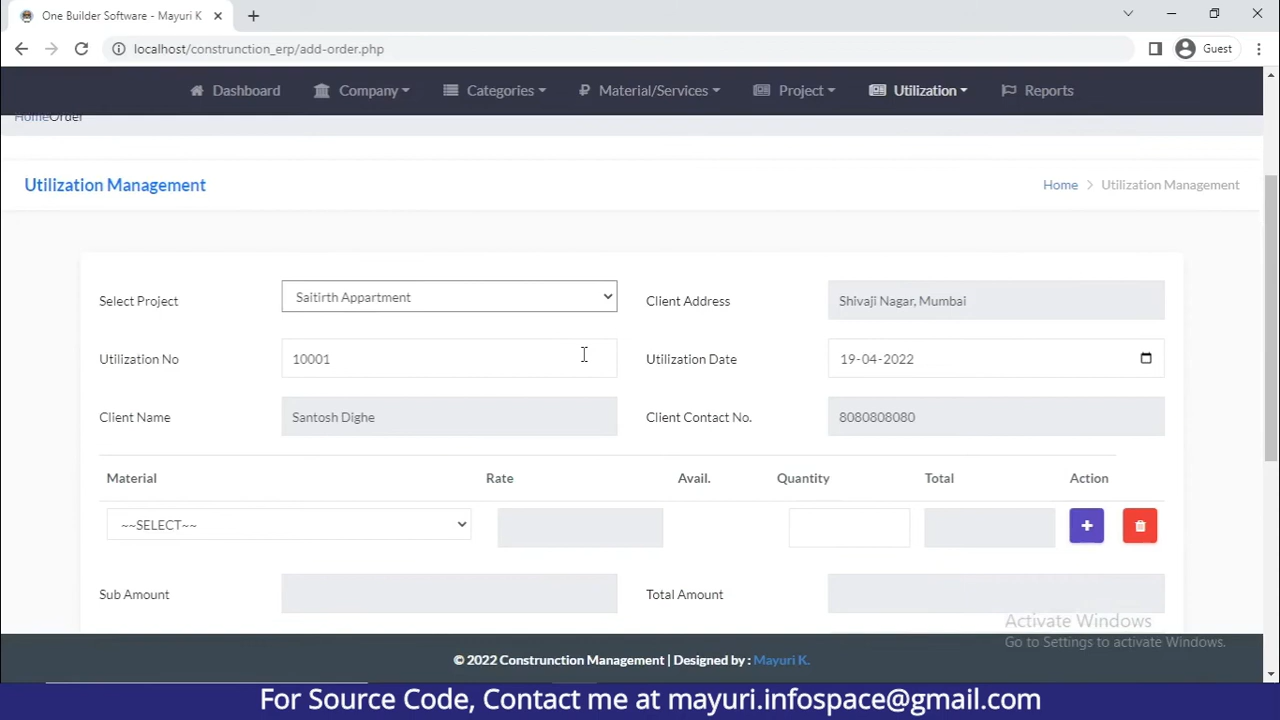 One Builder Software - Mayuri K
localhost/construnction_erp/add-order.php
Guest
Dashboard Company Categories Material/Services Project Utilization Reports
HomeOrder
Utilization Management
Home > Utilization Management
Select Project Saitirth Appartment Client Address Shivaji Nagar, Mumbai
Utilization No 10001 Utilization Date 19-04-2022
Client Name Santosh Dighe Client Contact No. 8080808080
Material Rate Avail. Quantity Total Action
~~SELECT~~
Sub Amount Total Amount
Activate Windows
Go to Settings to activate Windows.
© 2022 Construnction Management | Designed by : Mayuri K.
For Source Code, Contact me at mayuri.infospace@gmail.com